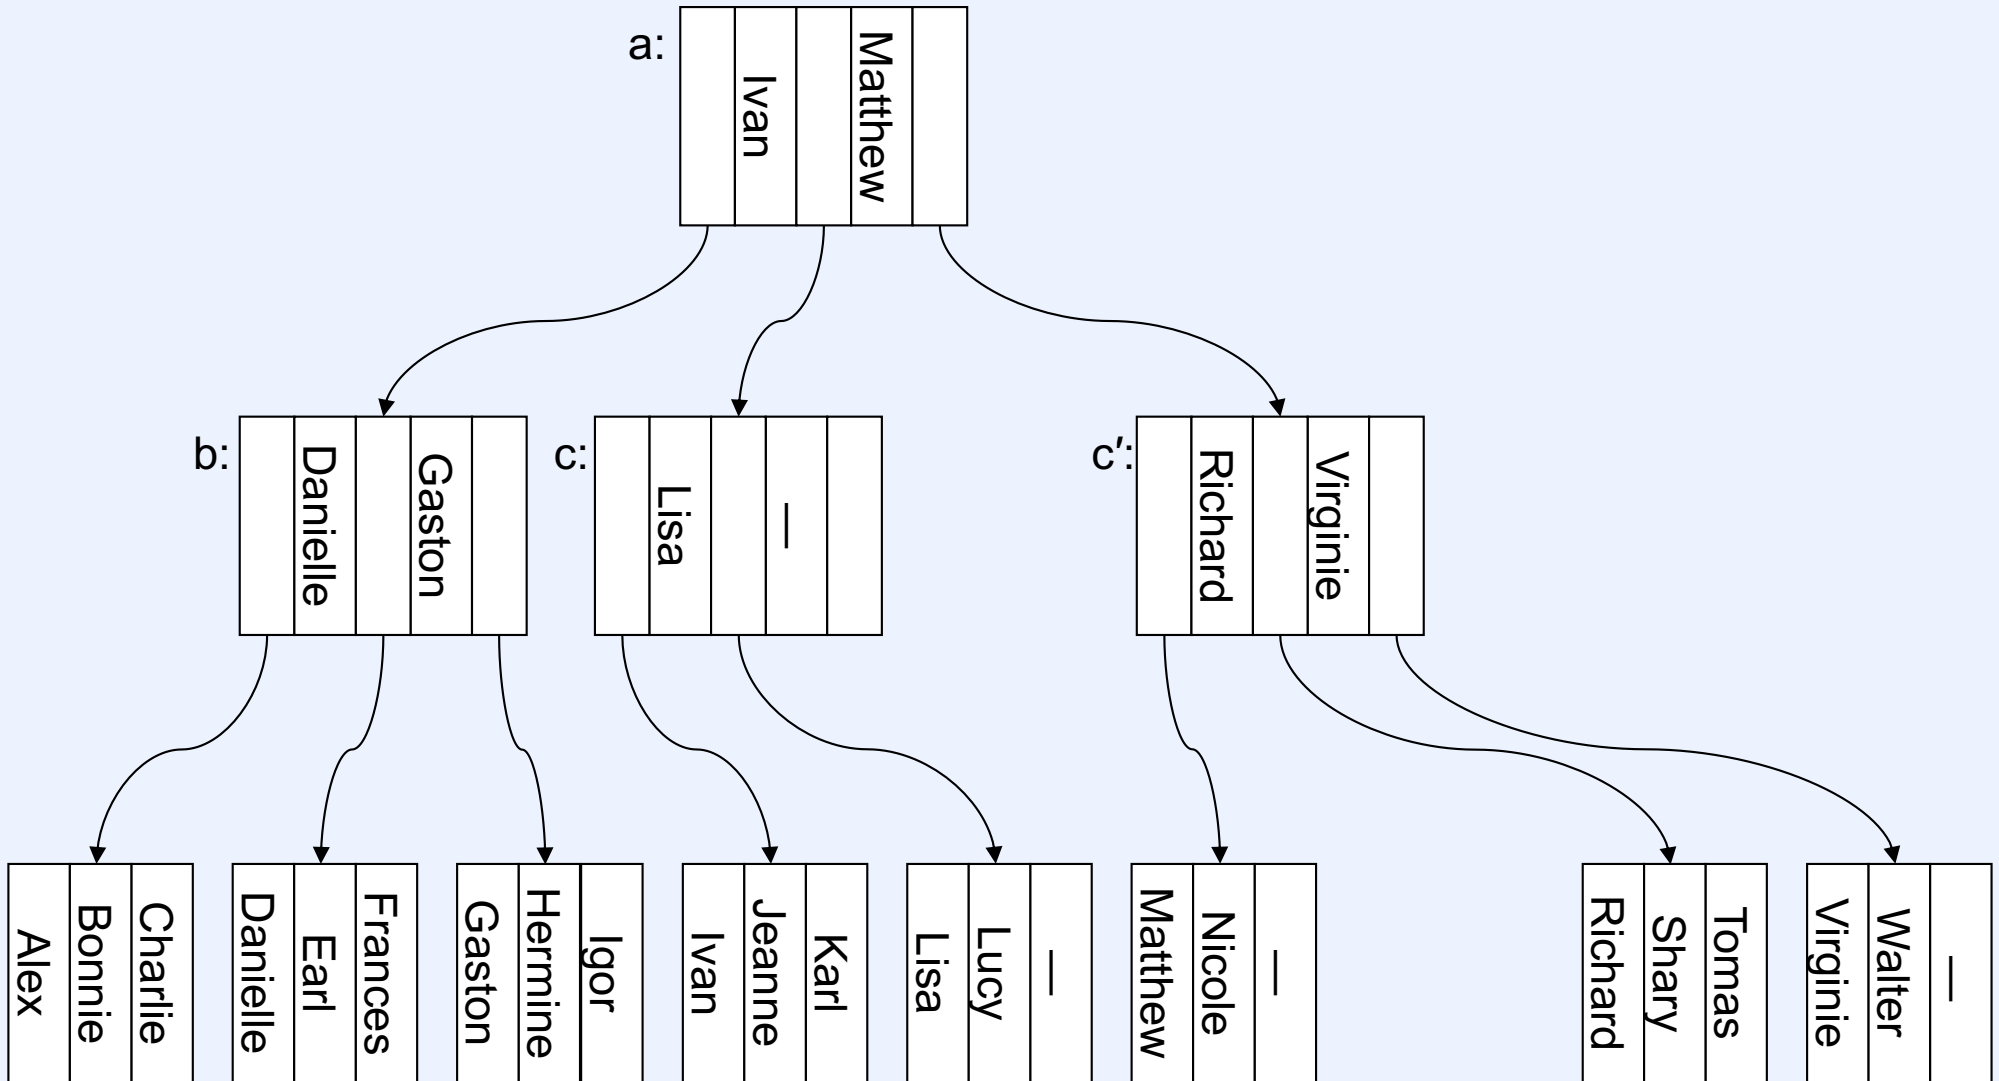 a:
Ivan
Matthew
b:
Danielle
Gaston
c:
Lisa
—
c′:
Richard
Virginie
Alex
Bonnie
Charlie
Danielle
Earl
Frances
Gaston
Hermine
Igor
Ivan
Jeanne
Karl
Lisa
Lucy
—
Matthew
Nicole
—
Richard
Shary
Tomas
Virginie
Walter
—